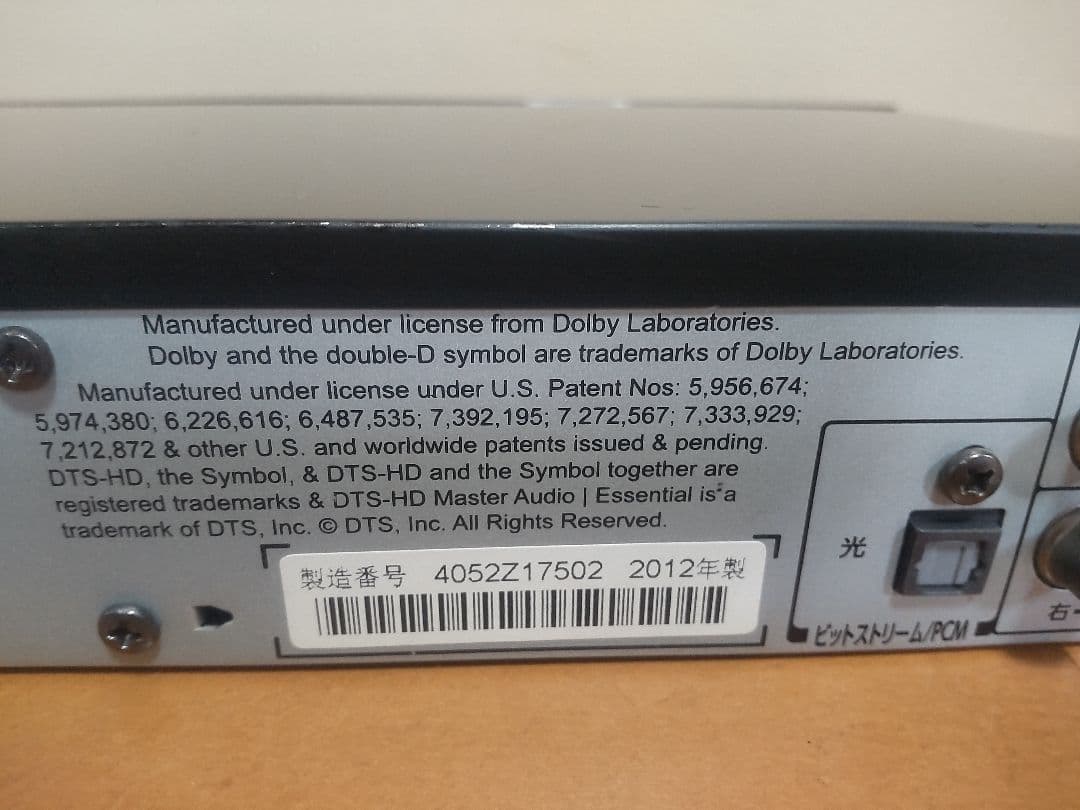 Manufactured under license from Dolby Laboratories.
Dolby and the double-D symbol are trademarks of Dolby Laboratories.
Manufactured under license under U.S. Patent Nos: 5,956,674;
5,974,380; 6,226,616; 6,487,535; 7,392,195; 7,272,567; 7,333,929;
7,212,872 & other U.S. and worldwide patents issued & pending.
DTS-HD, the Symbol, & DTS-HD and the Symbol together are
registered trademarks & DTS-HD Master Audio | Essential is a
trademark of DTS, Inc. © DTS, Inc. All Rights Reserved.
製造番号 4052Z17502 2012年製
光
ビットストリーム/PCM
右